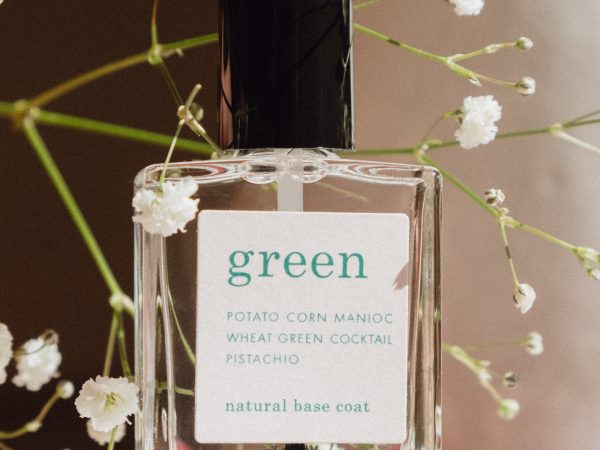 green
POTATO CORN MANIOC
WHEAT GREEN COCKTAIL
PISTACHIO
natural base coat